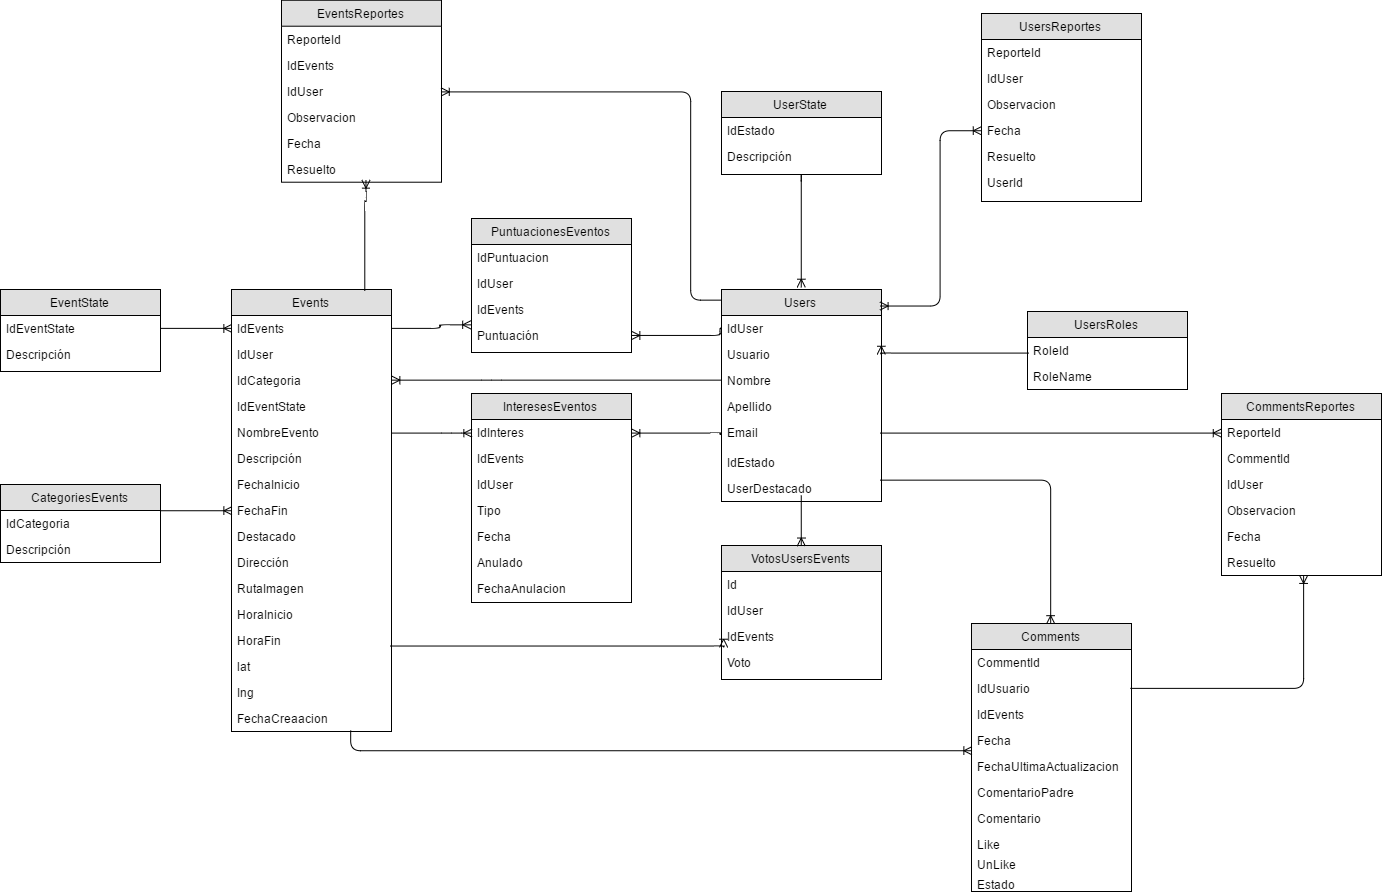 EventsReportes
ReporteId
IdEvents
IdUser
Observacion
Fecha
Resuelto
UsersReportes
ReporteId
IdUser
Observacion
Fecha
Resuelto
UserId
UserState
IdEstado
Descripción
PuntuacionesEventos
IdPuntuacion
IdUser
IdEvents
Puntuación
EventState
IdEventState
Descripción
Events
IdEvents
IdUser
IdCategoria
IdEventState
NombreEvento
Descripción
FechaInicio
FechaFin
Destacado
Dirección
RutaImagen
HoraInicio
HoraFin
lat
lng
FechaCreaacion
Users
IdUser
Usuario
Nombre
Apellido
Email
IdEstado
UserDestacado
UsersRoles
RoleId
RoleName
InteresesEventos
IdInteres
IdEvents
IdUser
Tipo
Fecha
Anulado
FechaAnulacion
CommentsReportes
ReporteId
CommentId
IdUser
Observacion
Fecha
Resuelto
CategoriesEvents
IdCategoria
Descripción
VotosUsersEvents
Id
IdUser
IdEvents
Voto
Comments
CommentId
IdUsuario
IdEvents
Fecha
FechaUltimaActualizacion
ComentarioPadre
Comentario
Like
UnLike
Estado